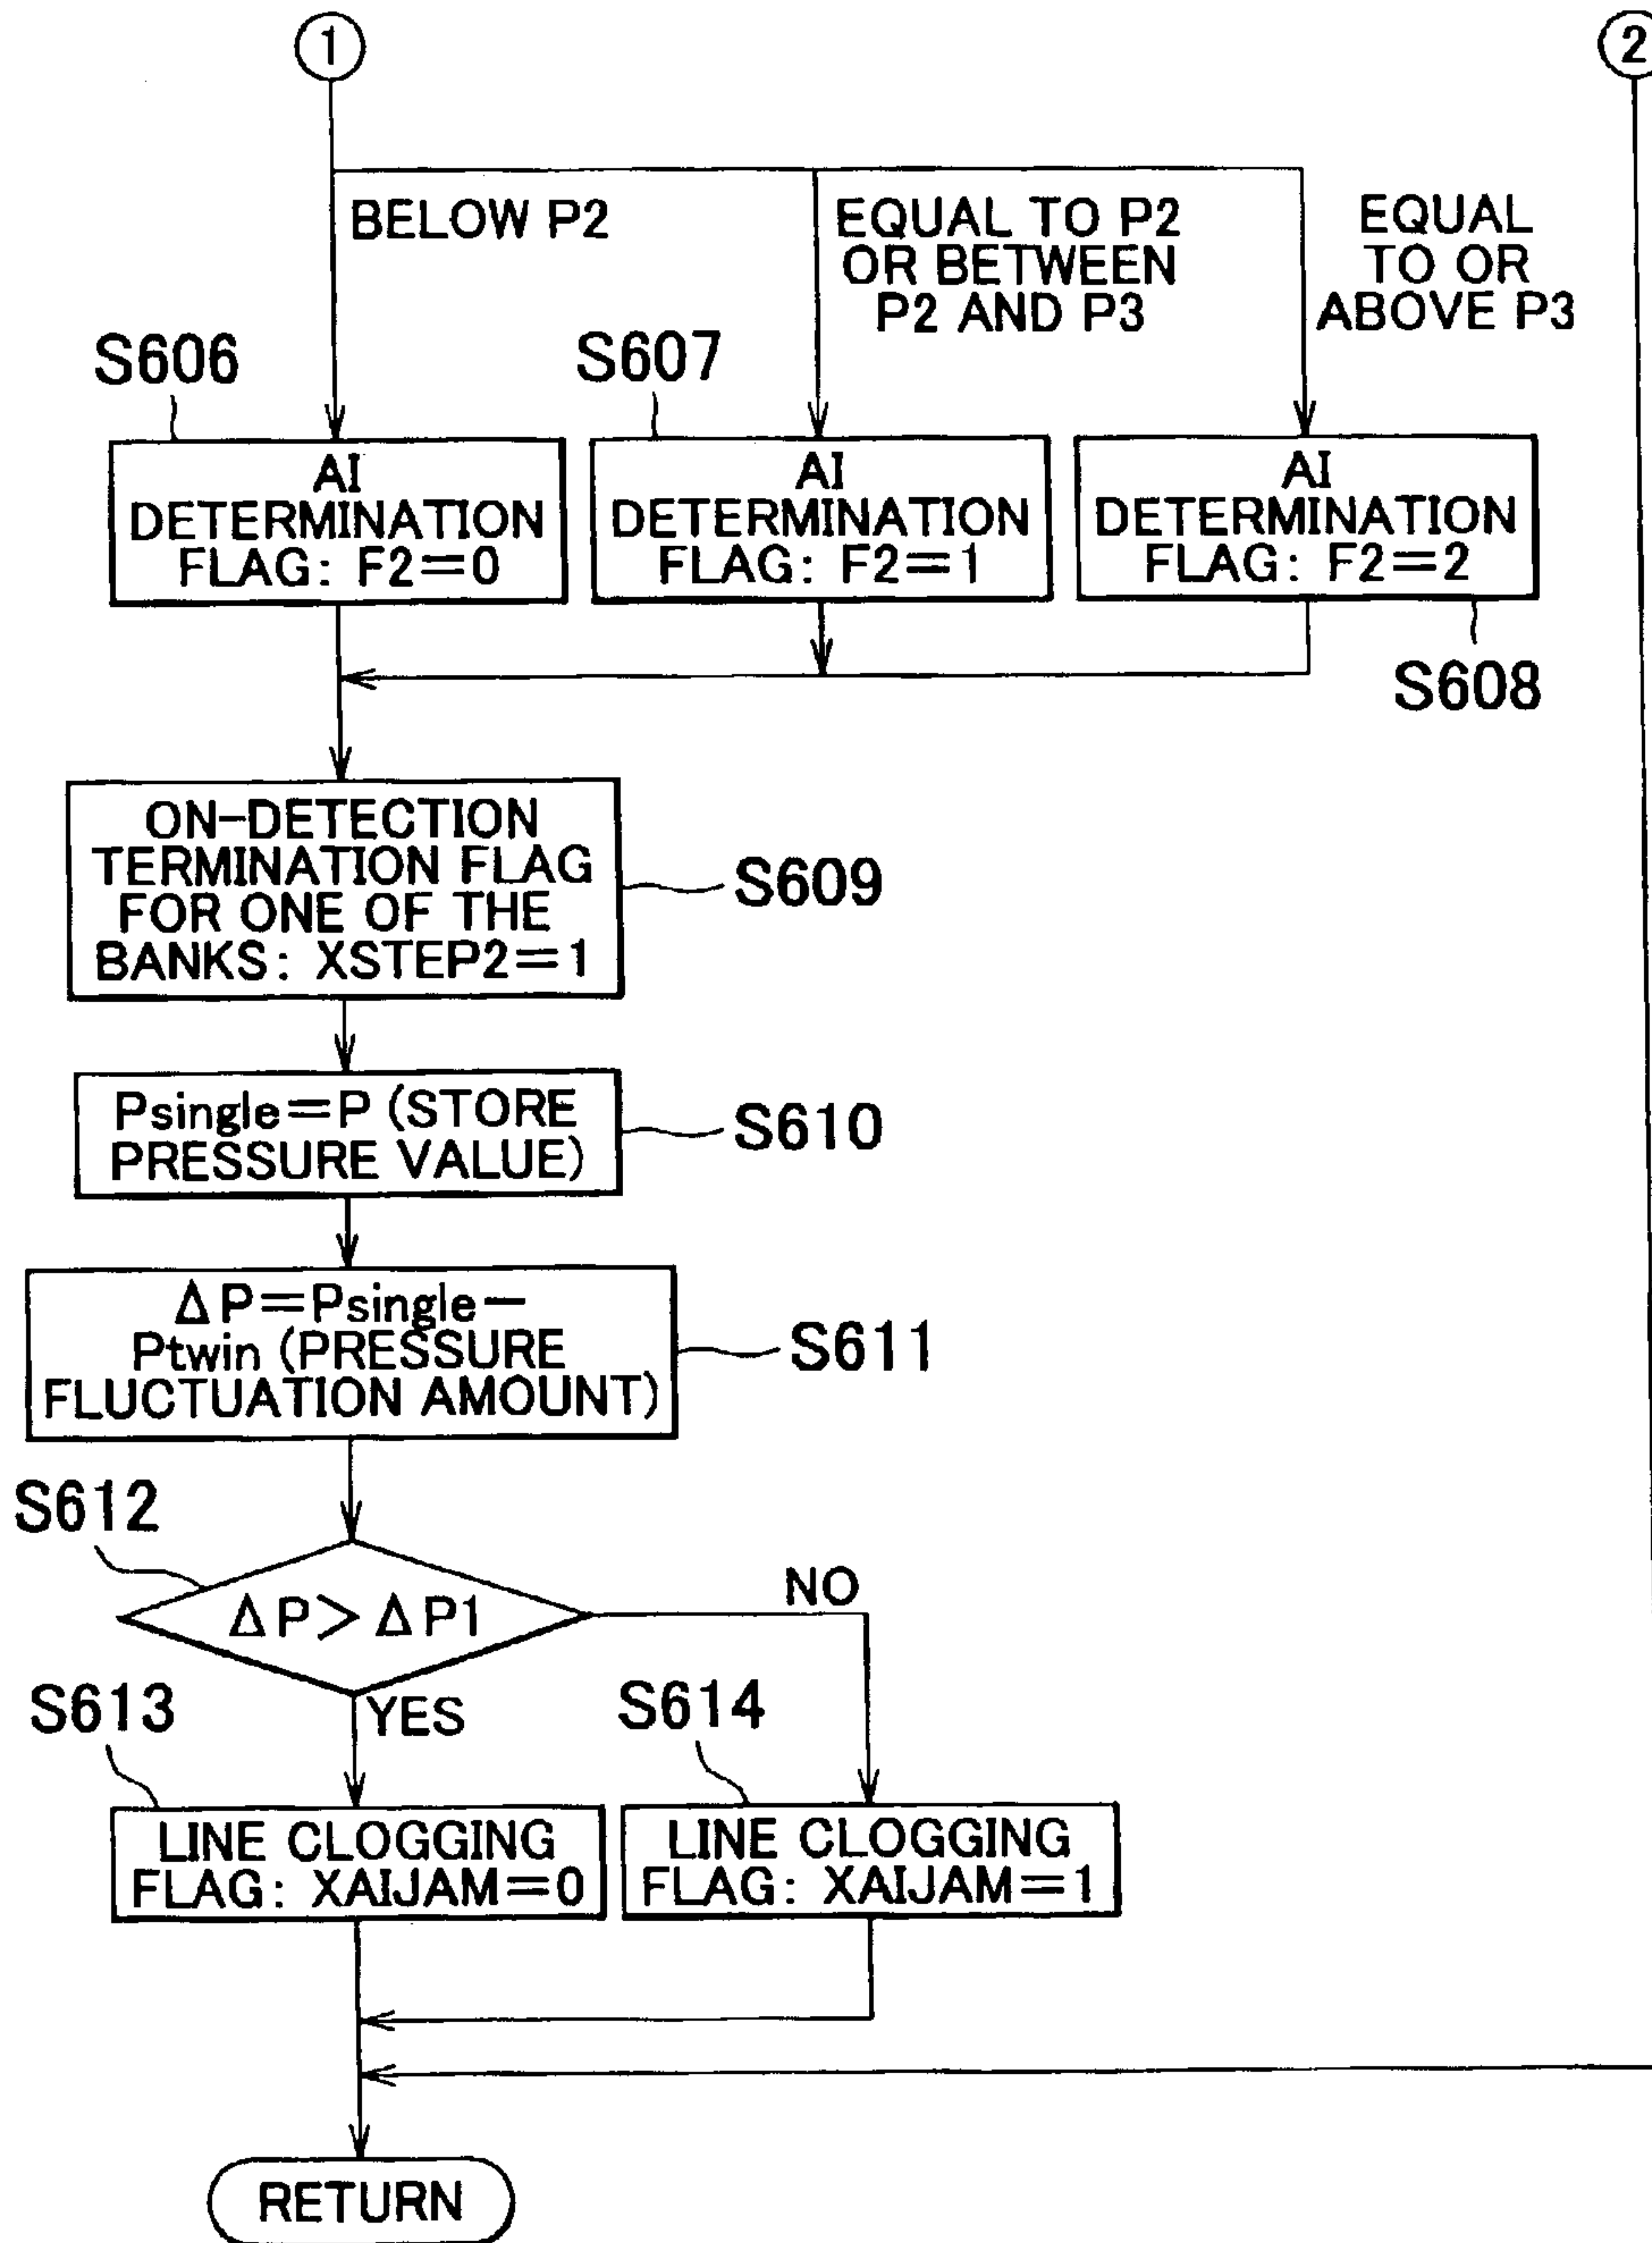 1
2
BELOW P2
EQUAL TO P2
OR BETWEEN
P2 AND P3
EQUAL
TO OR
ABOVE P3
S606
S607
AI
DETERMINATION
FLAG: F2=0
AI
DETERMINATION
FLAG: F2=1
AI
DETERMINATION
FLAG: F2=2
S608
ON-DETECTION
TERMINATION FLAG
FOR ONE OF THE
BANKS: XSTEP2=1
S609
Psingle=P (STORE
PRESSURE VALUE)
S610
ΔP=Psingle-
Ptwin (PRESSURE
FLUCTUATION AMOUNT)
S611
S612
ΔP>ΔP1
NO
YES
S613
S614
LINE CLOGGING
FLAG: XAIJAM=0
LINE CLOGGING
FLAG: XAIJAM=1
RETURN